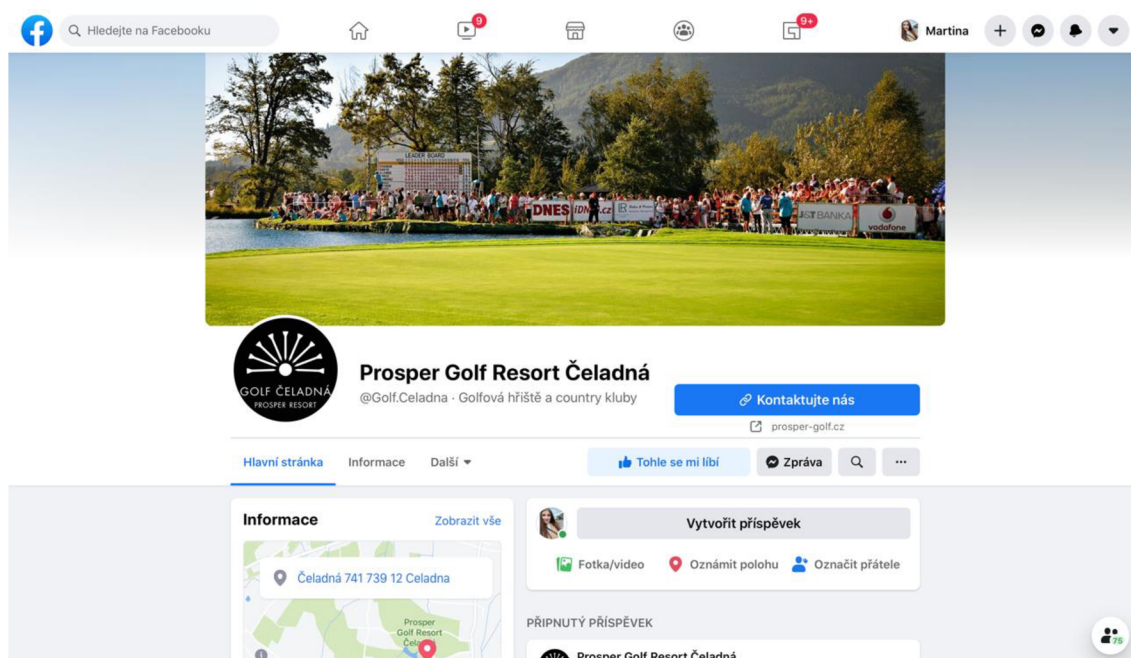 Hledejte na Facebooku
9
9+
Martina
LEADER BOARD
DNES iDNES.cz
J&T BANKA
vodafone
GOLF ČELADNÁ
PROSPER RESORT
Prosper Golf Resort Čeladná
@Golf.Celadna · Golfová hřiště a country kluby
Kontaktujte nás
prosper-golf.cz
Hlavní stránka
Informace
Další
Tohle se mi líbí
Zpráva
Informace
Zobrazit vše
Čeladná 741 739 12 Celadna
Prosper
Golf Resort
Vytvořit příspěvek
Fotka/video
Oznámit polohu
Označit přátele
PŘIPNUTÝ PŘÍSPĚVEK
Prosper Golf Resort Čeladná
75